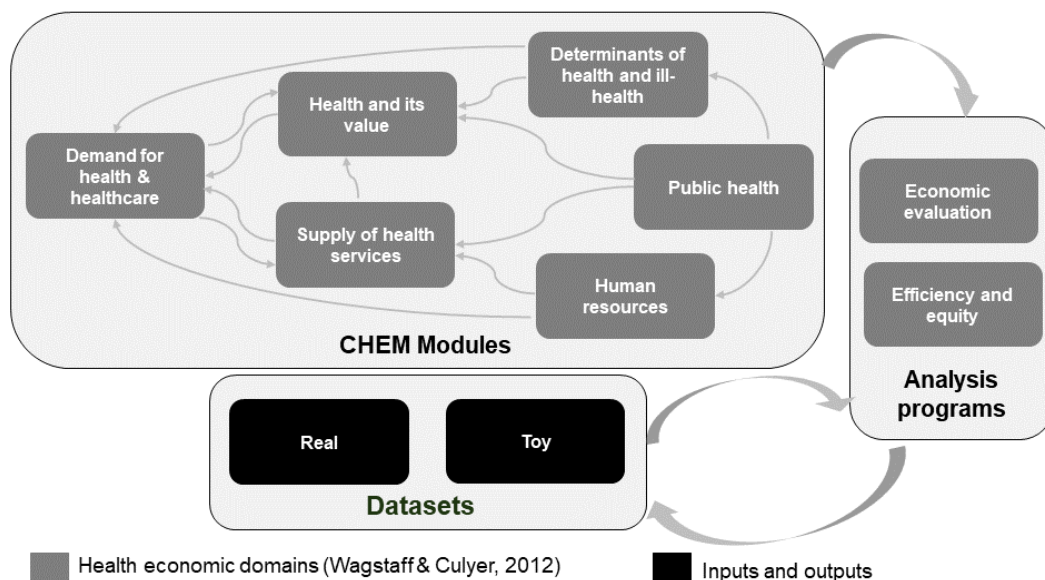 Determinants of
health and ill-
health
Health and its
value
Demand for
health &
healthcare
Public health
Supply of health
services
Human
resources
CHEM Modules
Economic
evaluation
Efficiency and
equity
Analysis
programs
Real
Toy
Datasets
Health economic domains (Wagstaff & Culyer, 2012)
Inputs and outputs